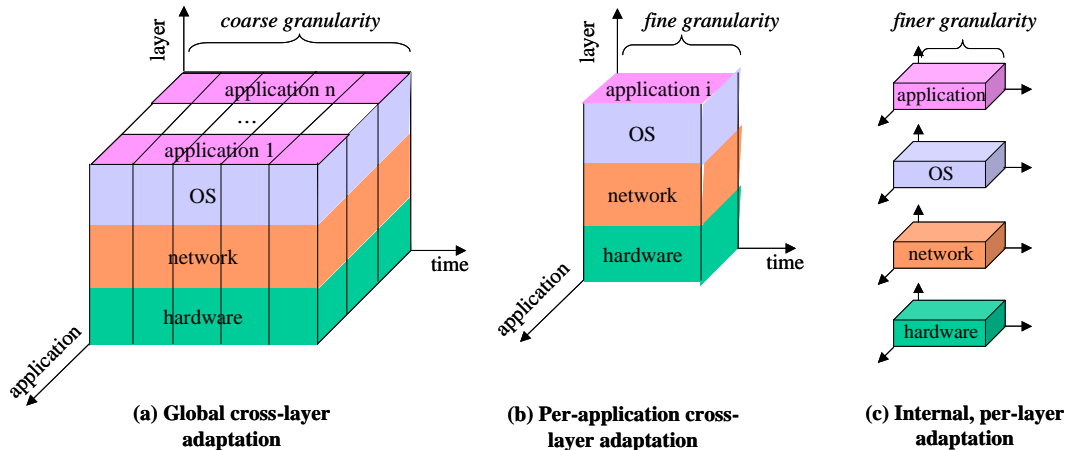 coarse granularity
layer
application n
...
application 1
OS
network
hardware
time
application
(a) Global cross-layer
adaptation
fine granularity
layer
application i
OS
network
hardware
time
application
(b) Per-application cross-
layer adaptation
finer granularity
application
OS
network
hardware
(c) Internal, per-layer
adaptation